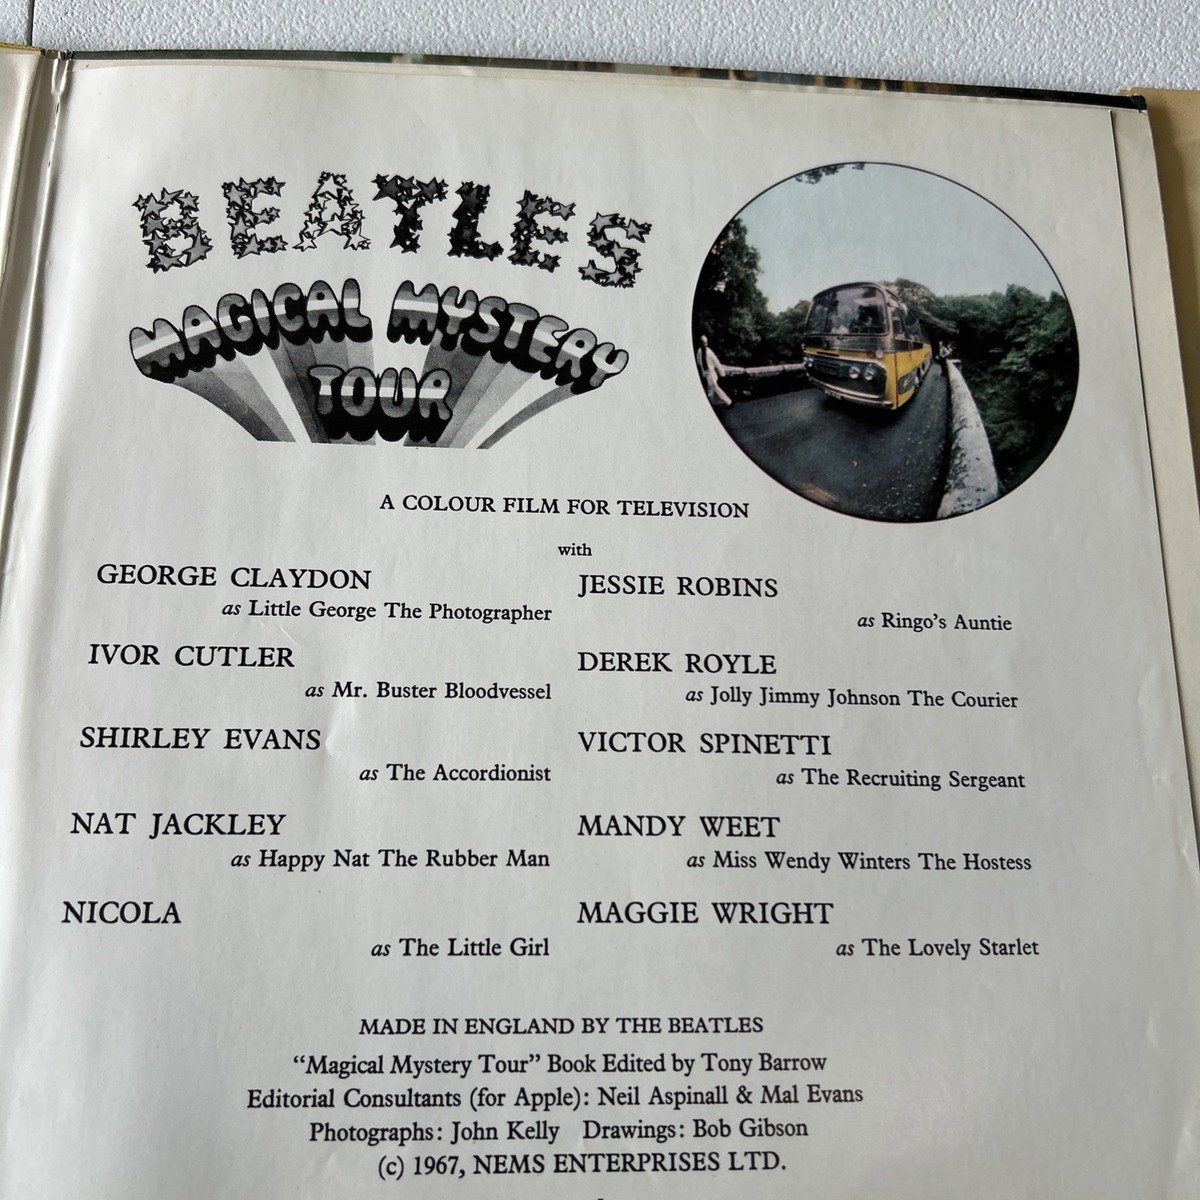 BEATLES
MAGICAL MYSTERY
TOUR
A COLOUR FILM FOR TELEVISION
with
GEORGE CLAYDON
as Little George The Photographer
IVOR CUTLER
as Mr. Buster Bloodvessel
SHIRLEY EVANS
as The Accordionist
NAT JACKLEY
as Happy Nat The Rubber Man
NICOLA
as The Little Girl
JESSIE ROBINS
as Ringo's Auntie
DEREK ROYLE
as Jolly Jimmy Johnson The Courier
VICTOR SPINETTI
as The Recruiting Sergeant
MANDY WEET
as Miss Wendy Winters The Hostess
MAGGIE WRIGHT
as The Lovely Starlet
MADE IN ENGLAND BY THE BEATLES
“Magical Mystery Tour” Book Edited by Tony Barrow
Editorial Consultants (for Apple): Neil Aspinall & Mal Evans
Photographs: John Kelly Drawings: Bob Gibson
(c) 1967, NEMS ENTERPRISES LTD.